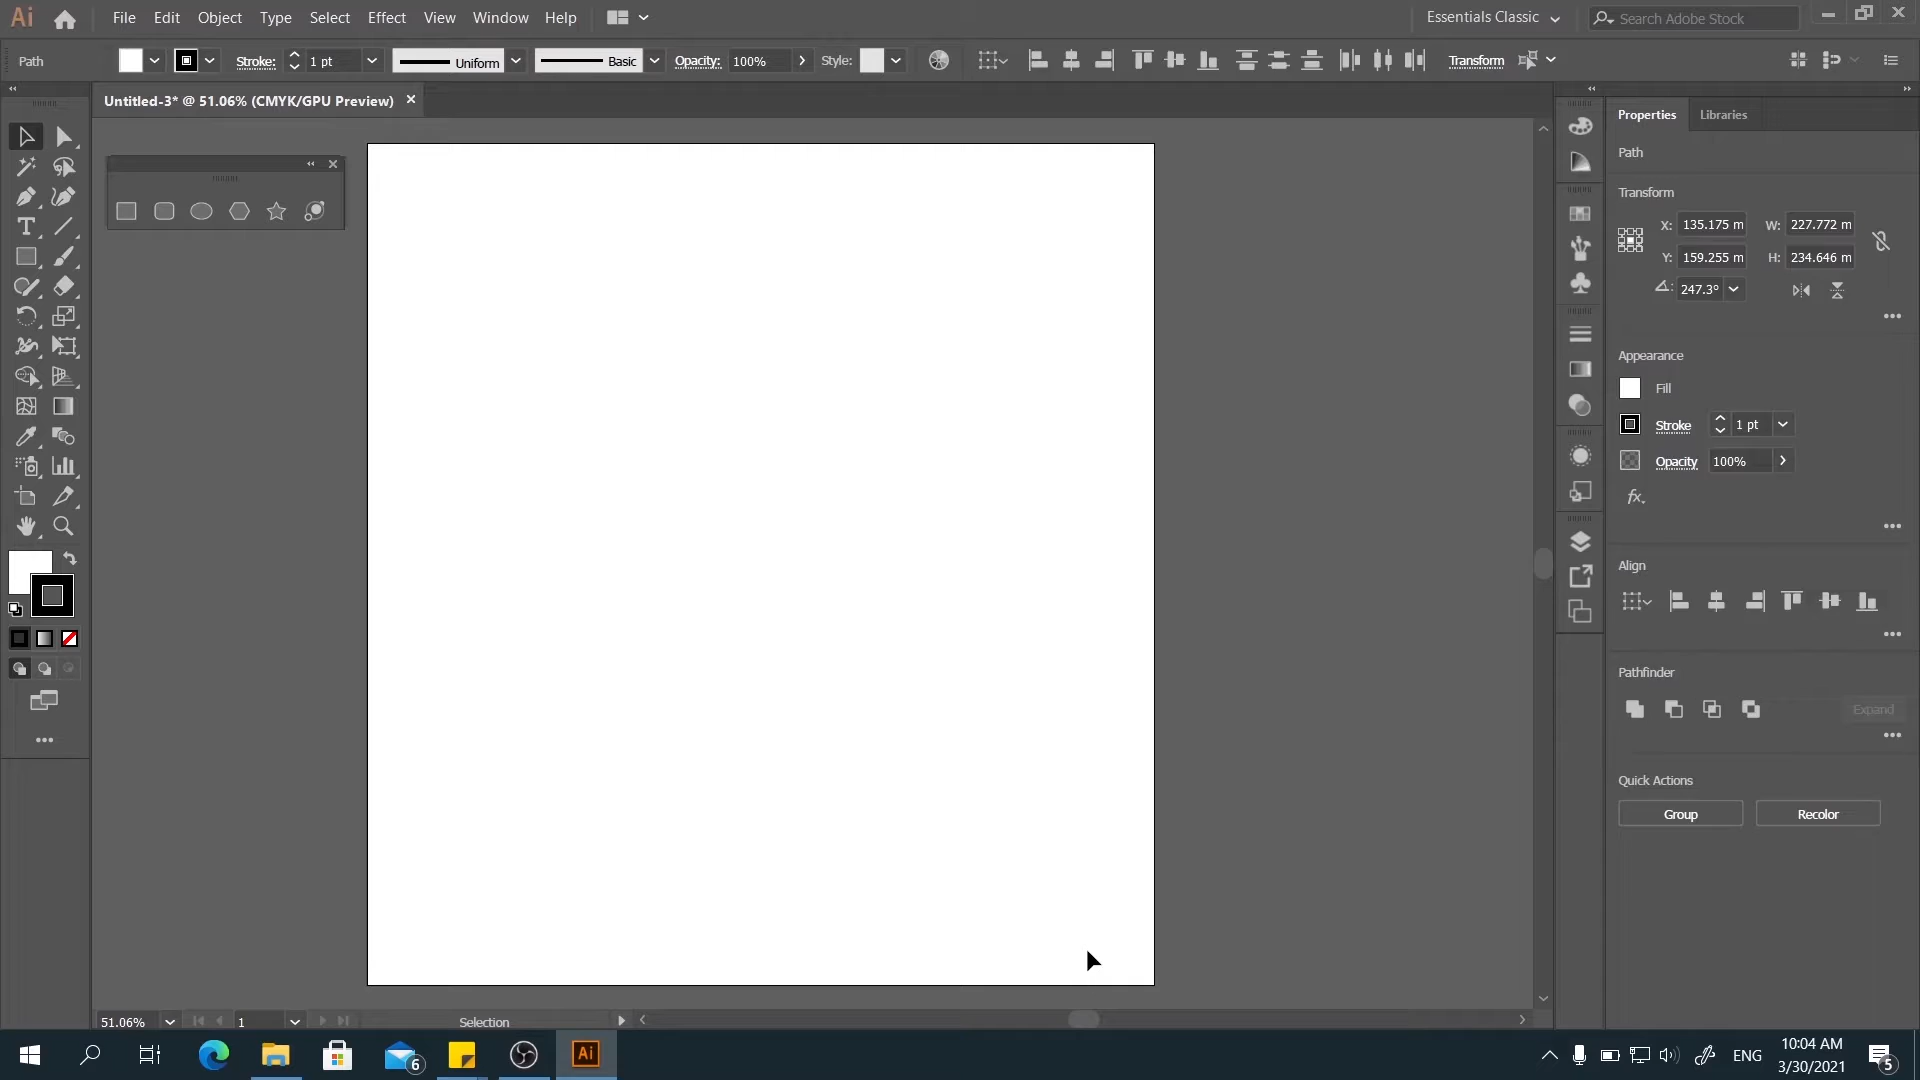 Ai File Edit Object Type Select Effect View Window Help Essentials Classic Search Adobe Stock
Path Stroke: 1 pt Uniform Basic Opacity: 100% Style: Transform
Untitled-3* @ 51.06% (CMYK/GPU Preview)
Properties Libraries
Path
Transform
X: 135.175 m W: 227.772 m
Y: 159.255 m H: 234.646 m
247.3°
Appearance
Fill
Stroke 1 pt
Opacity 100%
fx.
Align
Pathfinder
Expand
Quick Actions
Group Recolor
51.06% 1 Selection
6 Ai ENG 10:04 AM
3/30/2021 5